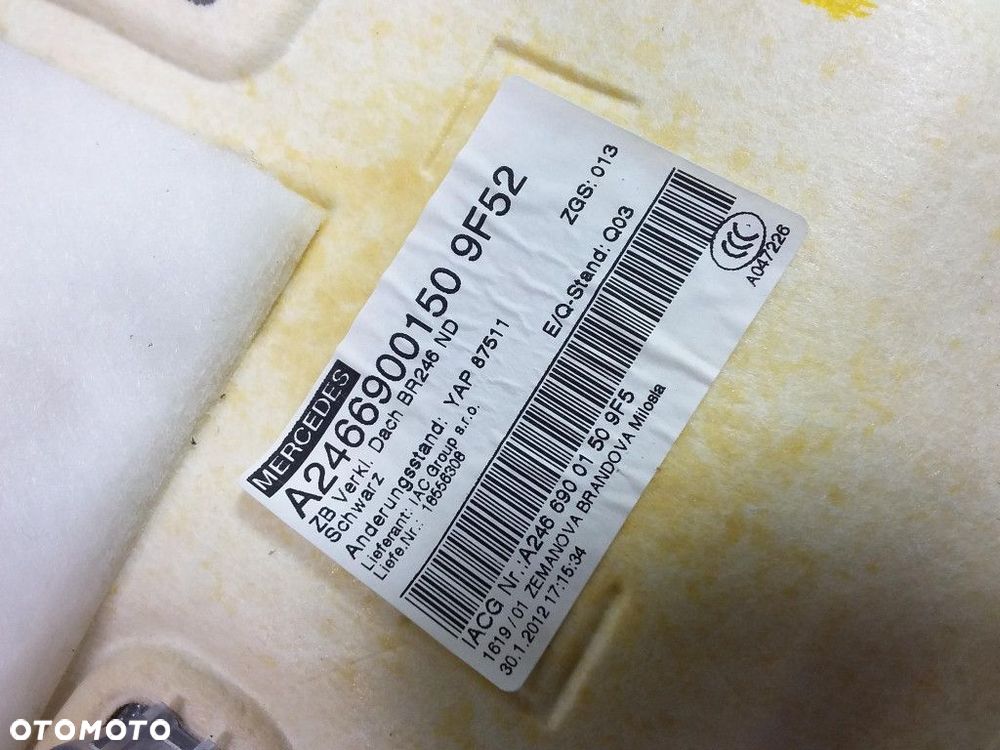 MERCEDES
A2466900150 9F52
ZB Verkl. Dach BR246 ND
Schwarz
ZGS: 013
Änderungsstand: YAP 87511
E/Q-Stand: Q03
Lieferant: IAC Group s.r.o.
Liefe.Nr.: 18558308
CCC
A047226
IACG Nr.:A246 690 01 50 9F5
1619 / 01 ZEMANOVA BRANDOVA Milosla
30.1.2012 17:15:34
OTOMOTO